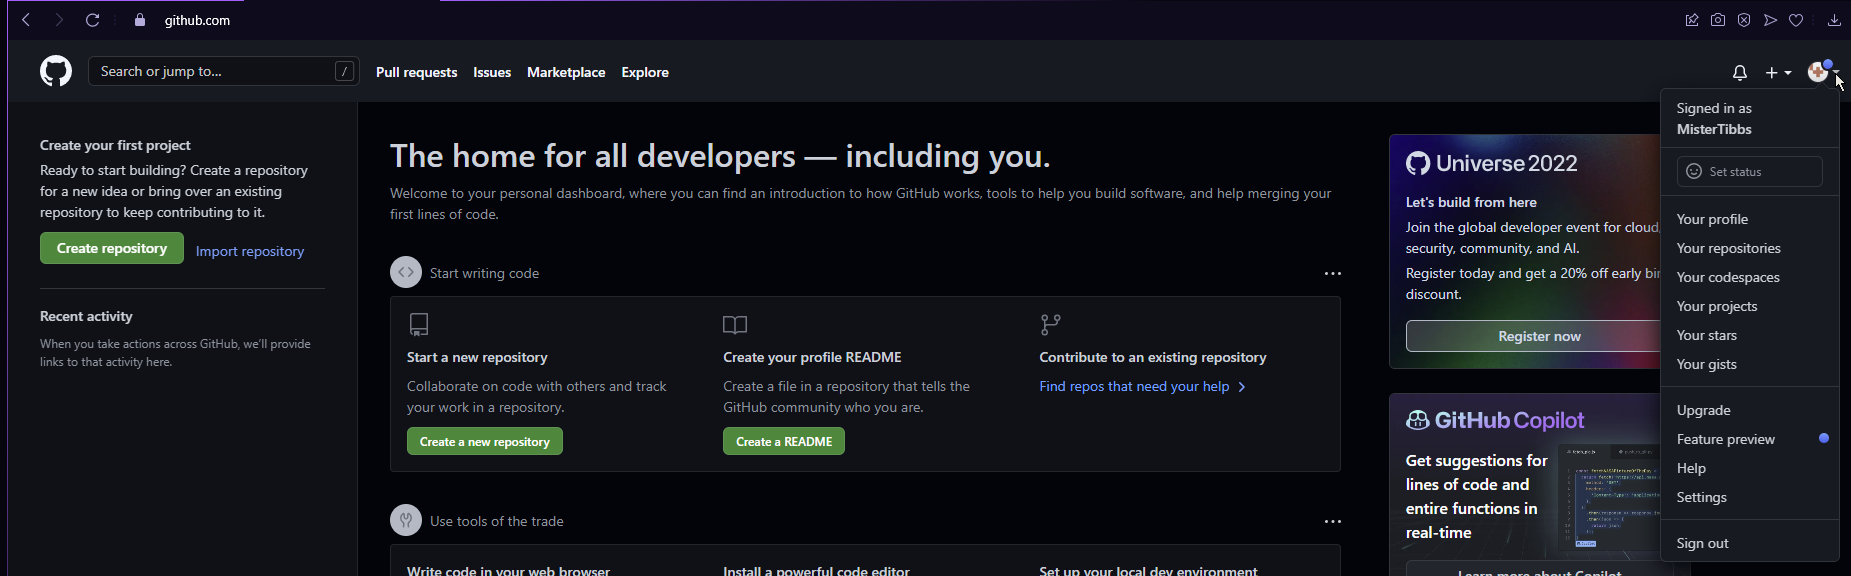 github.com
Search or jump to...
/
Pull requests
Issues
Marketplace
Explore
Create your first project
Ready to start building? Create a repository
for a new idea or bring over an existing
repository to keep contributing to it.
Create repository
Import repository
Recent activity
When you take actions across GitHub, we'll provide
links to that activity here.
The home for all developers — including you.
Welcome to your personal dashboard, where you can find an introduction to how GitHub works, tools to help you build software, and help merging your
first lines of code.
Start writing code
Start a new repository
Collaborate on code with others and track
your work in a repository.
Create a new repository
Create your profile README
Create a file in a repository that tells the
GitHub community who you are.
Create a README
Contribute to an existing repository
Find repos that need your help
Use tools of the trade
Write code in your web browser
Install a powerful code editor
Set up your local dev environment
Universe 2022
Let's build from here
Join the global developer event for cloud,
security, community, and AI.
Register today and get a 20% off early
discount.
Register now
GitHub Copilot
Get suggestions for
lines of code and
entire functions in
real-time
Learn more about Copilot
Signed in as
MisterTibbs
Set status
Your profile
Your repositories
Your codespaces
Your projects
Your stars
Your gists
Upgrade
Feature preview
Help
Settings
Sign out